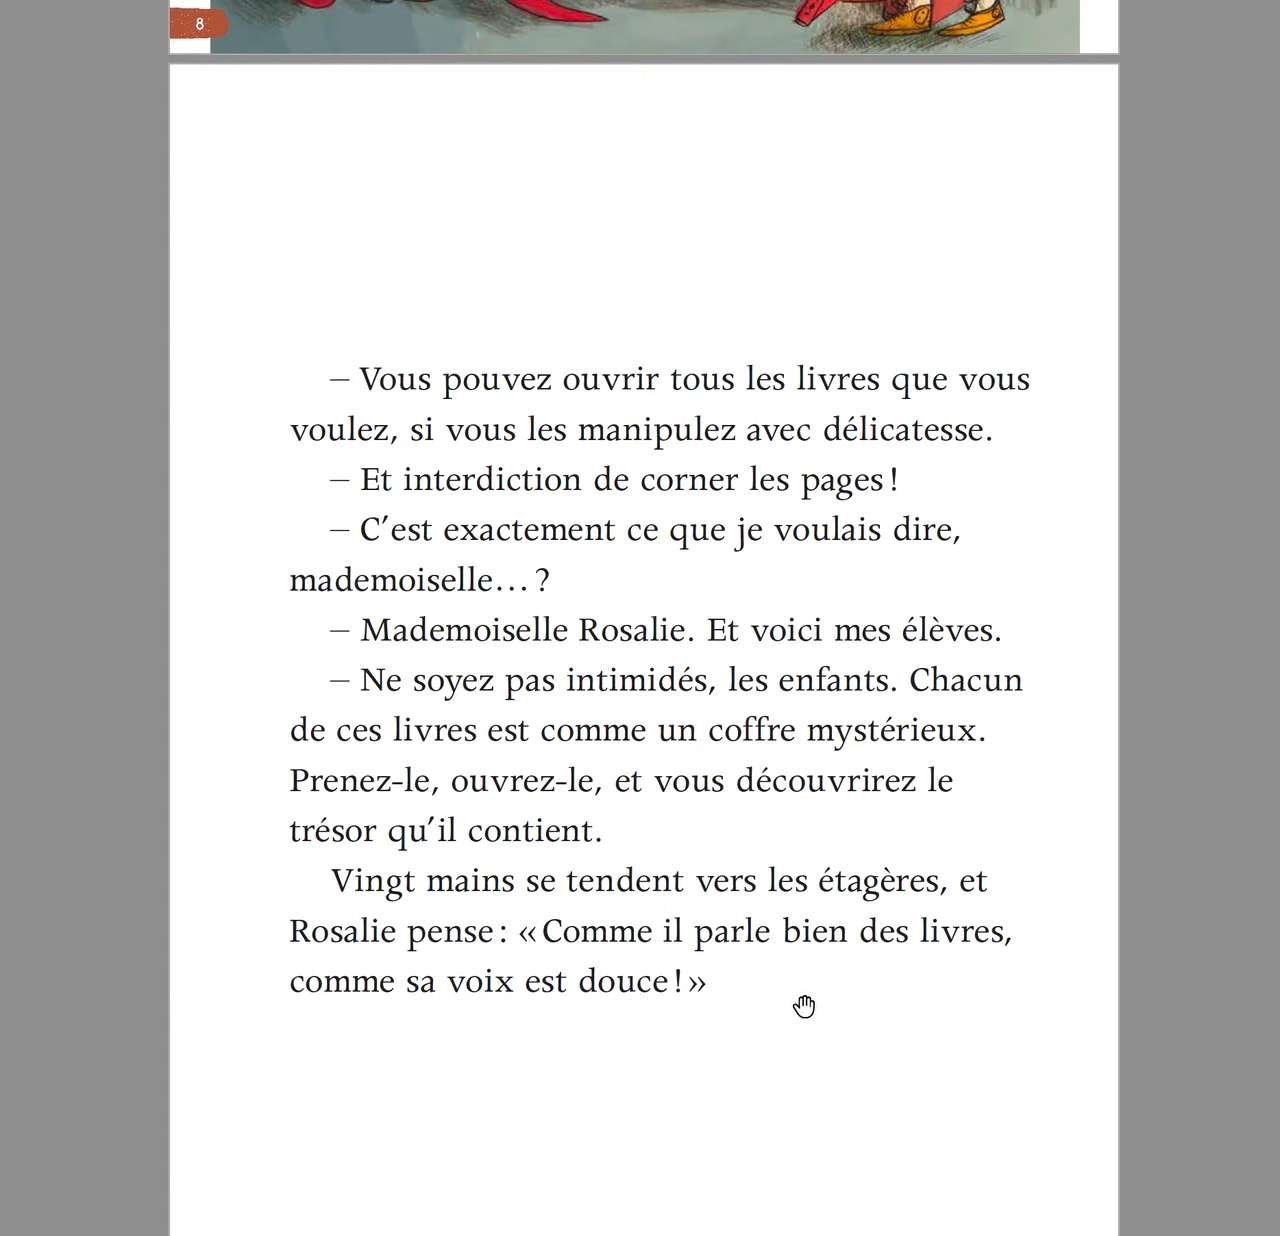 8
– Vous pouvez ouvrir tous les livres que vous
voulez, si vous les manipulez avec délicatesse.
– Et interdiction de corner les pages !
– C’est exactement ce que je voulais dire,
mademoiselle… ?
– Mademoiselle Rosalie. Et voici mes élèves.
– Ne soyez pas intimidés, les enfants. Chacun
de ces livres est comme un coffre mystérieux.
Prenez-le, ouvrez-le, et vous découvrirez le
trésor qu’il contient.
Vingt mains se tendent vers les étagères, et
Rosalie pense : « Comme il parle bien des livres,
comme sa voix est douce ! »